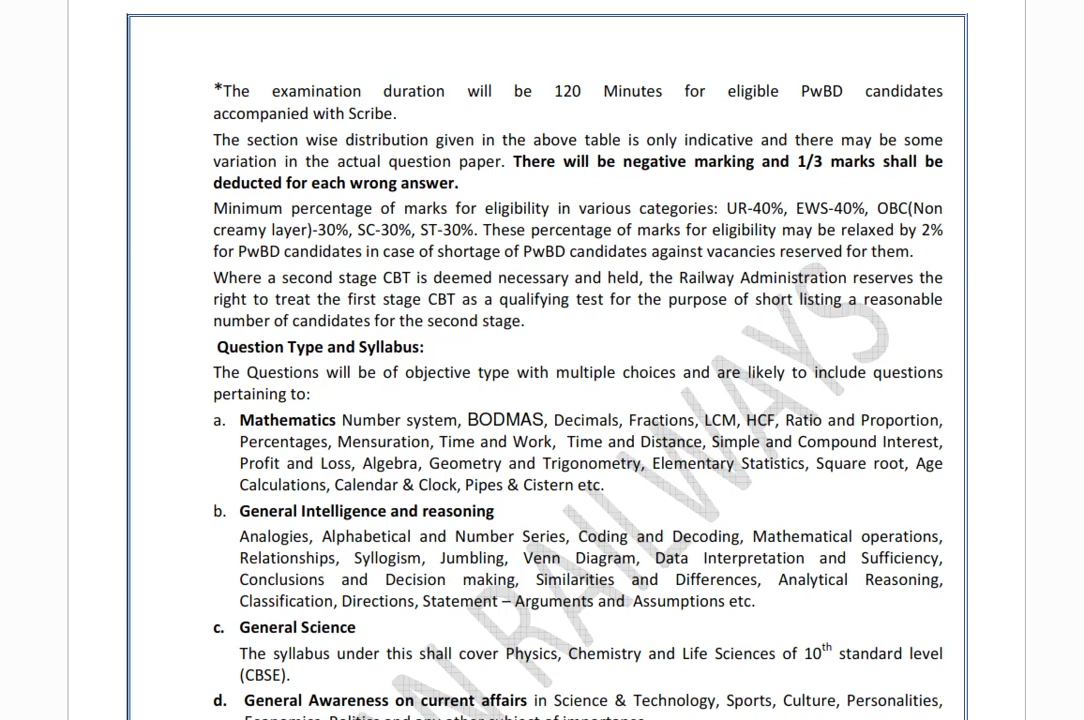 *The examination duration will be 120 Minutes for eligible PwBD candidates
accompanied with Scribe.
The section wise distribution given in the above table is only indicative and there may be some
variation in the actual question paper. There will be negative marking and 1/3 marks shall be
deducted for each wrong answer.
Minimum percentage of marks for eligibility in various categories: UR-40%, EWS-40%, OBC(Non
creamy layer)-30%, SC-30%, ST-30%. These percentage of marks for eligibility may be relaxed by 2%
for PwBD candidates in case of shortage of PwBD candidates against vacancies reserved for them.
Where a second stage CBT is deemed necessary and held, the Railway Administration reserves the
right to treat the first stage CBT as a qualifying test for the purpose of short listing a reasonable
number of candidates for the second stage.
Question Type and Syllabus:
The Questions will be of objective type with multiple choices and are likely to include questions
pertaining to:
a. Mathematics Number system, BODMAS, Decimals, Fractions, LCM, HCF, Ratio and Proportion,
Percentages, Mensuration, Time and Work, Time and Distance, Simple and Compound Interest,
Profit and Loss, Algebra, Geometry and Trigonometry, Elementary Statistics, Square root, Age
Calculations, Calendar & Clock, Pipes & Cistern etc.
b. General Intelligence and reasoning
Analogies, Alphabetical and Number Series, Coding and Decoding, Mathematical operations,
Relationships, Syllogism, Jumbling, Venn Diagram, Data Interpretation and Sufficiency,
Conclusions and Decision making, Similarities and Differences, Analytical Reasoning,
Classification, Directions, Statement – Arguments and Assumptions etc.
c. General Science
The syllabus under this shall cover Physics, Chemistry and Life Sciences of 10th standard level
(CBSE).
d. General Awareness on current affairs in Science & Technology, Sports, Culture, Personalities,
RAILWAYS